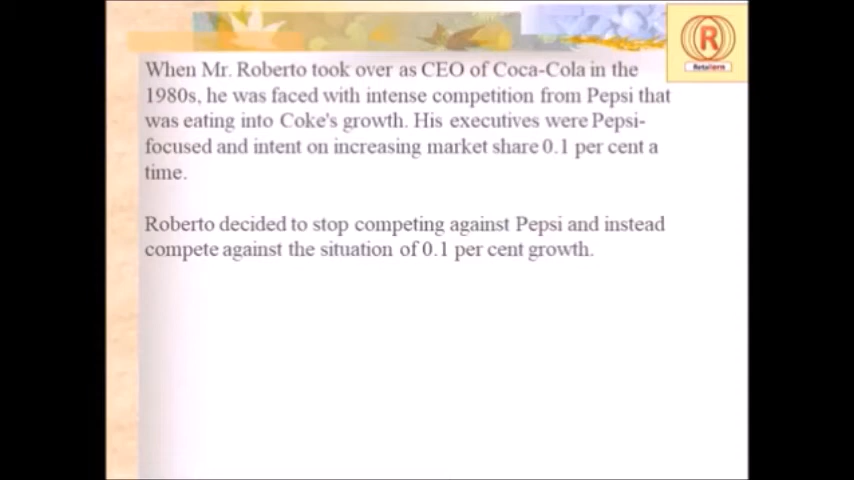 R
When Mr. Roberto took over as CEO of Coca-Cola in the
1980s, he was faced with intense competition from Pepsi that
was eating into Coke's growth. His executives were Pepsi-
focused and intent on increasing market share 0.1 per cent a
time.
Roberto decided to stop competing against Pepsi and instead
compete against the situation of 0.1 per cent growth.